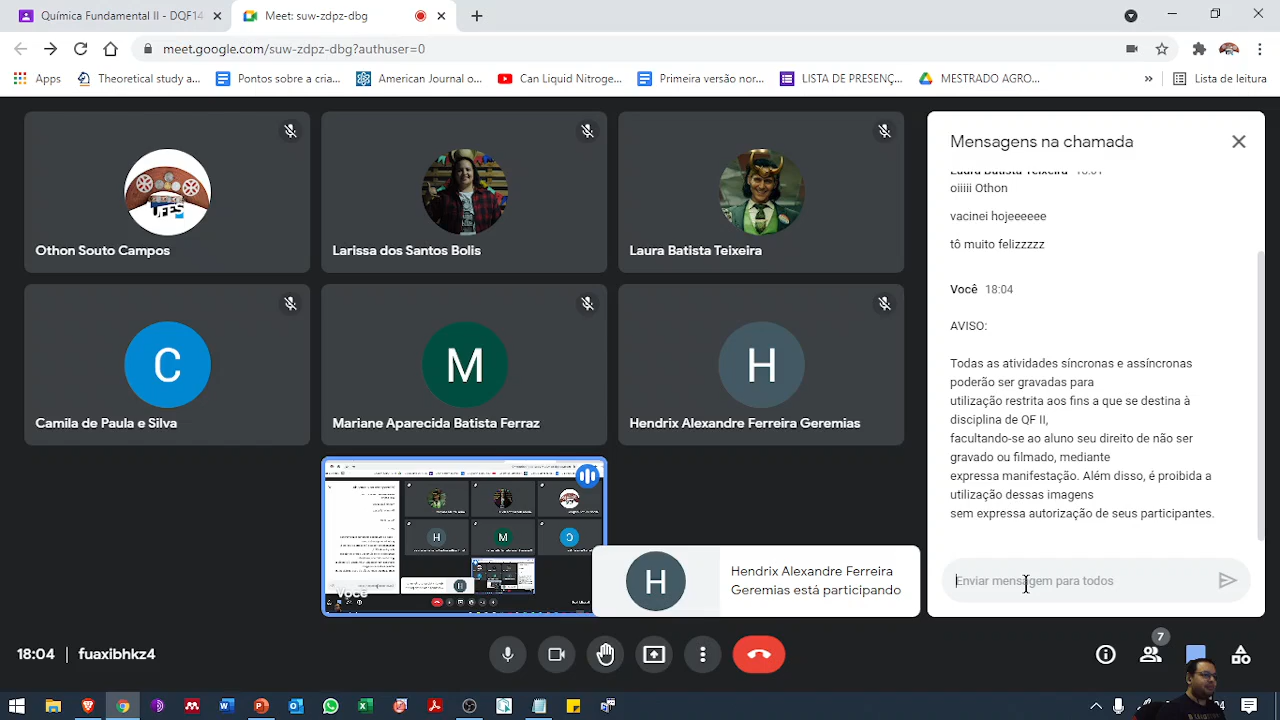 Química Fundamental II - DQF14
Meet: suw-zdpz-dbg
meet.google.com/suw-zdpz-dbg?authuser=0
Apps
Theoretical study a...
Pontos sobre a cria...
American Journal o...
Can Liquid Nitroge...
Primeira versão nor...
LISTA DE PRESENÇ...
MESTRADO AGRO...
»
Lista de leitura
UFES
Othon Souto Campos
Larissa dos Santos Bolis
Laura Batista Teixeira
C
Camila de Paula e Silva
M
Mariane Aparecida Batista Ferraz
H
Hendrix Alexandre Ferreira Geremias
H
Hendrix Alexandre Ferreira
Geremias está participando
Mensagens na chamada
Laura Batista Teixeira 18:01
oiiiii Othon
vacinei hojeeeeee
tô muito felizzzzz
Você 18:04
AVISO:
Todas as atividades síncronas e assíncronas
poderão ser gravadas para
utilização restrita aos fins a que se destina à
disciplina de QF II,
facultando-se ao aluno seu direito de não ser
gravado ou filmado, mediante
expressa manifestação. Além disso, é proibida a
utilização dessas imagens
sem expressa autorização de seus participantes.
Enviar mensagem para todos
18:04 | fuaxibhkz4
7